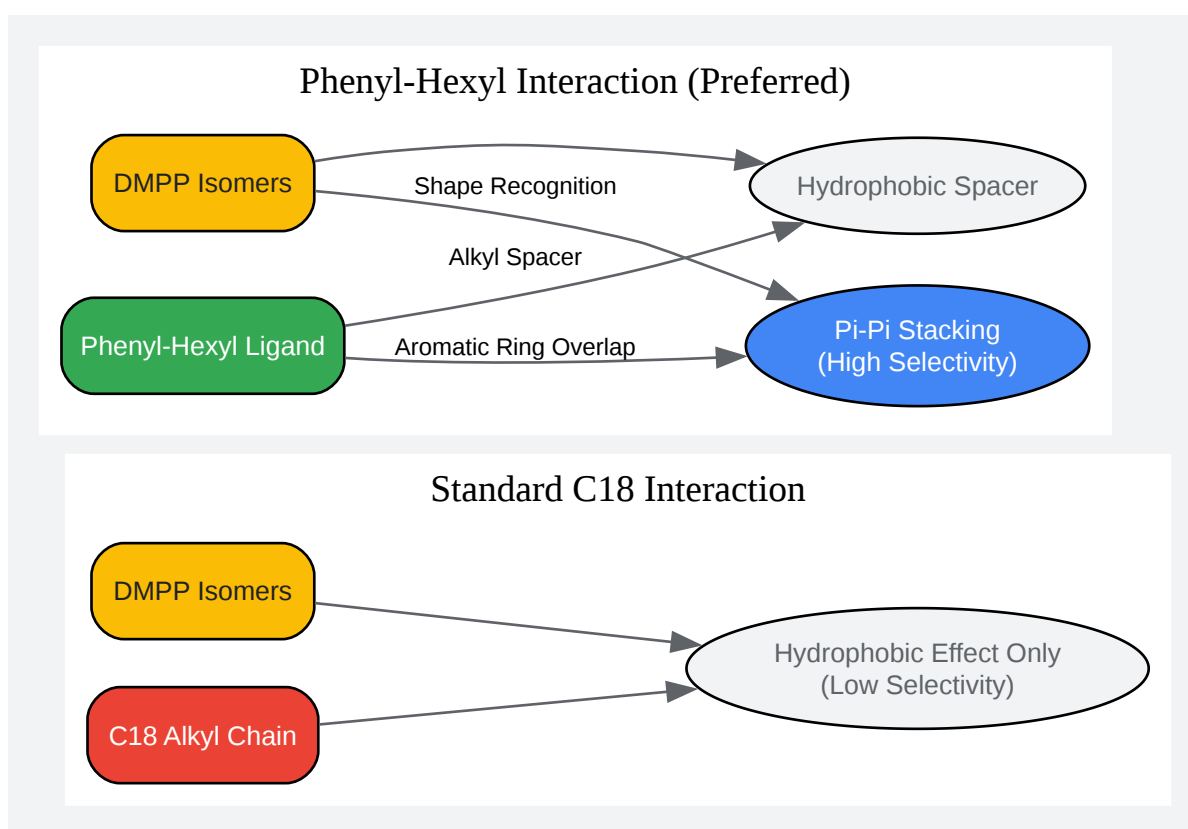 Phenyl-Hexyl Interaction (Preferred)
DMPP Isomers
Shape Recognition
Hydrophobic Spacer
Alkyl Spacer
Phenyl-Hexyl Ligand
Aromatic Ring Overlap
Pi-Pi Stacking
(High Selectivity)
Standard C18 Interaction
DMPP Isomers
Hydrophobic Effect Only
(Low Selectivity)
C18 Alkyl Chain